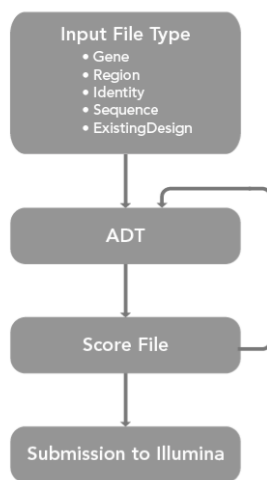 Input File Type
• Gene
• Region
• Identity
• Sequence
• ExistingDesign
ADT
Score File
Submission to Illumina